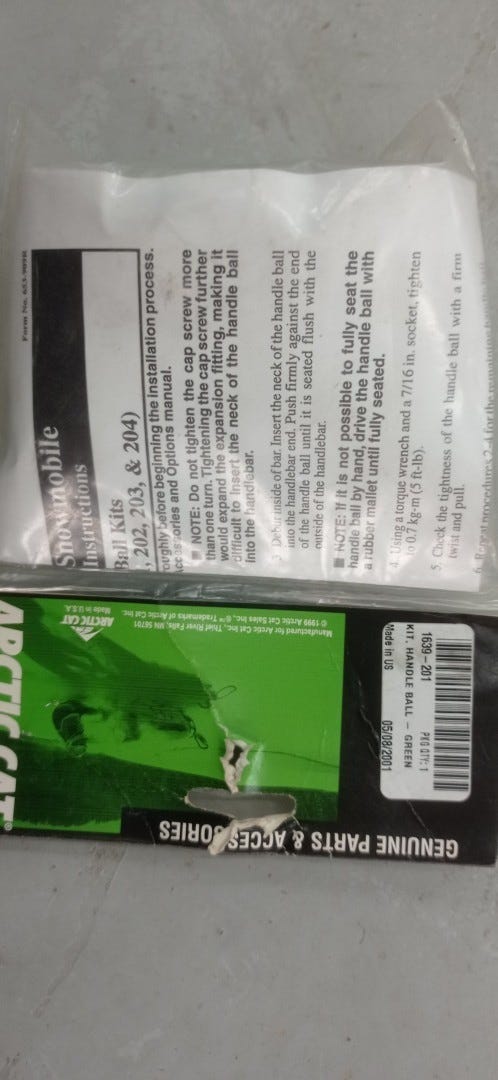 Form No.
Snowmobile
Instructions
Ball Kits
, 202, 203, & 204)
oughly before beginning the installation process.
ccessories and Options manual.
■ NOTE: Do not tighten the cap screw more
than one turn. Tightening the cap screw further
would expand the expansion fitting, making it
difficult to insert the neck of the handle ball
into the handlebar.
3. Debur inside of bar. Insert the neck of the handle ball
into the handlebar end. Push firmly against the end
of the handle ball until it is seated flush with the
outside of the handlebar.
■ NOTE: If it is not possible to fully seat the
handle ball by hand, drive the handle ball with
a rubber mallet until fully seated.
4. Using a torque wrench and a 7/16 in. socket, tighten
to 0.7 kg-m (5 ft-lb).
5. Check the tightness of the handle ball with a firm
twist and pull.
procedures 2-4 for the
GENUINE PARTS & ACCESSORIES
1639-201 PKG QTY: 1
KIT, HANDLE BALL - GREEN
Made in US 05/08/2001
ARCTIC CAT
Made in U.S.A.
Manufactured for Arctic Cat Inc., Thief River Falls, MN 56701
© 1999 Arctic Cat Sales Inc., ®™ Trademarks of Arctic Cat Inc.
ARCTIC CAT®